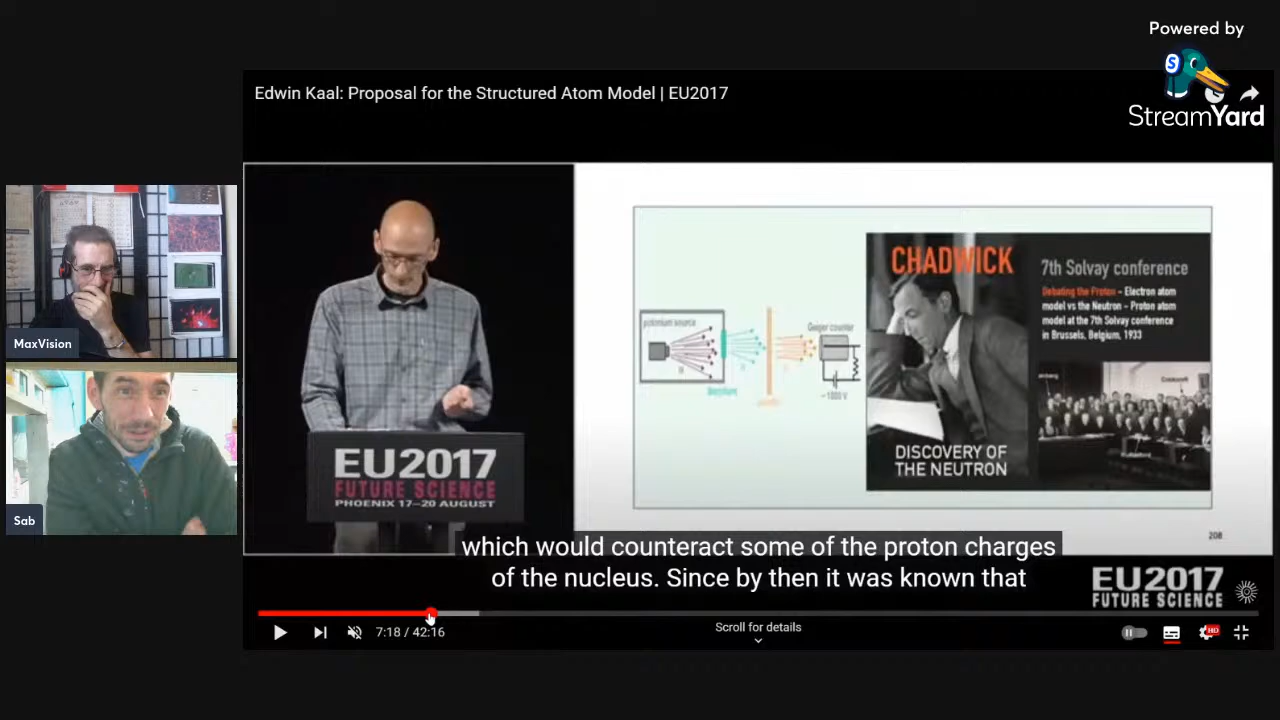 Powered by
StreamYard
Edwin Kaal: Proposal for the Structured Atom Model | EU2017
MaxVision
Sab
EU2017
FUTURE SCIENCE
PHOENIX 17–20 AUGUST
Geiger counter
~ 1000 V
CHADWICK
DISCOVERY OF
THE NEUTRON
7th Solvay conference
Debating the Proton – Electron atom
model vs the Neutron – Proton atom
model at the 7th Solvay conference
in Brussels, Belgium, 1933
208
which would counteract some of the proton charges
of the nucleus. Since by then it was known that
EU2017
FUTURE SCIENCE
7:18 / 42:16
Scroll for details
HD